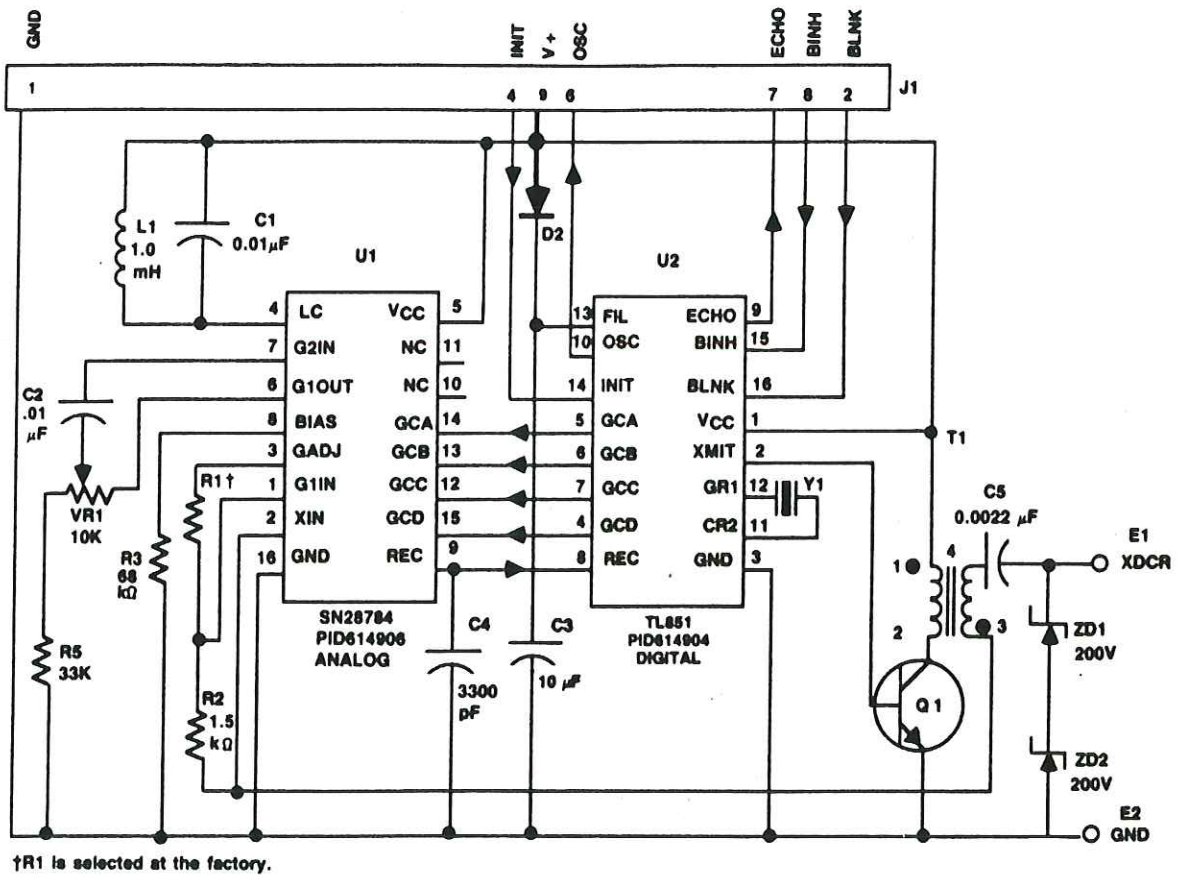 GND INIT V+ OSC ECHO BINH BLNK
1 4 9 6 7 8 2 J1
L1
1.0
mH
C1
0.01µF
D2
U1
4 LC VCC 5
7 G2IN NC 11
6 G1OUT NC 10
8 BIAS GCA 14
3 GADJ GCB 13
1 G1IN GCC 12
2 XIN GCD 15
16 GND REC 9
SN28784
PID614906
ANALOG
U2
13 FIL ECHO 9
10 OSC BINH 15
14 INIT BLNK 16
5 GCA VCC 1
6 GCB XMIT 2
7 GCC GR1 12
4 GCD CR2 11
8 REC GND 3
TL851
PID614904
DIGITAL
C2
.01
µF
VR1
10K
R1†
R3
68
kΩ
R5
33K
R2
1.5
kΩ
C4
3300
pF
C3
10 µF
Y1
T1
1 4
2 3
C5
0.0022 µF
E1
XDCR
ZD1
200V
Q1
ZD2
200V
E2
GND
†R1 is selected at the factory.